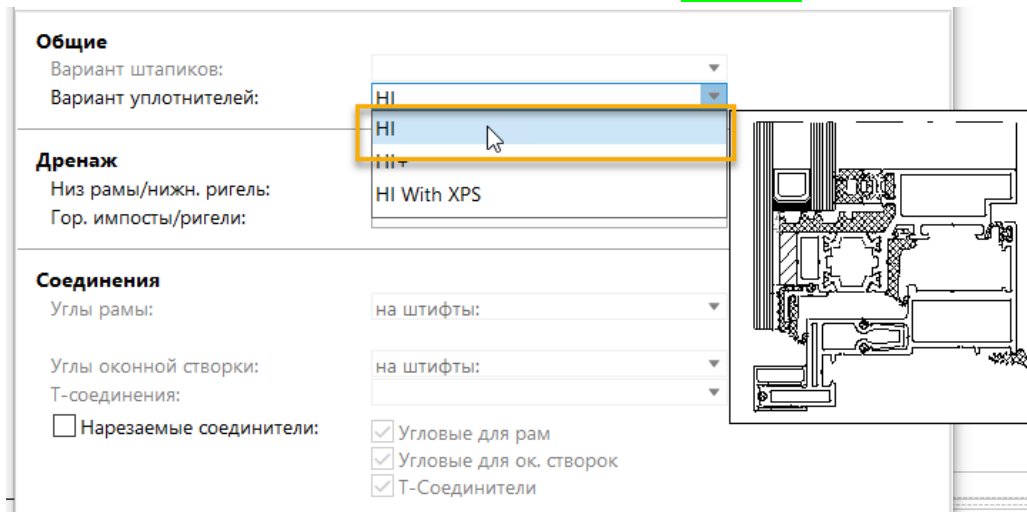 Общие
Вариант штапиков:
Вариант уплотнителей: HI
HI
HI+
HI With XPS
Дренаж
Низ рамы/нижн. ригель:
Гор. импосты/ригели:
Соединения
Углы рамы: на штифты:
Углы оконной створки: на штифты:
Т-соединения:
Нарезаемые соединители: Угловые для рам
Угловые для ок. створок
Т-Соединители